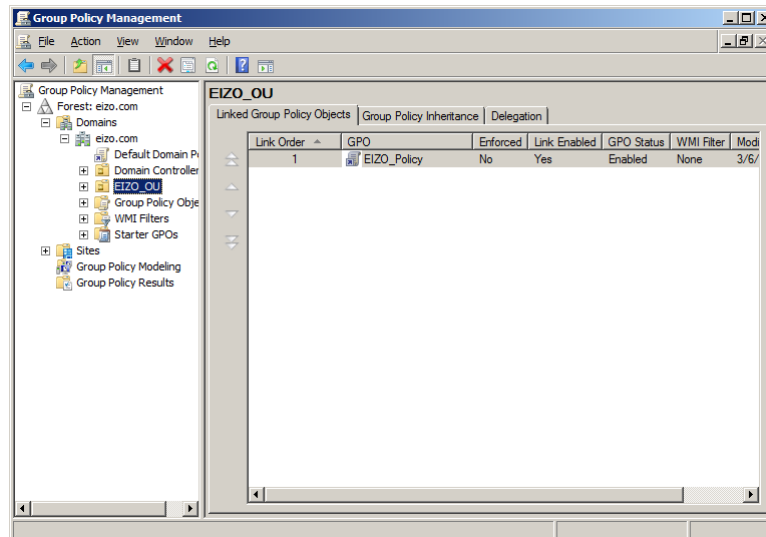 Group Policy Management
File Action View Window Help
Group Policy Management
Forest: eizo.com
Domains
eizo.com
Default Domain P
Domain Controller
EIZO_OU
Group Policy Obje
WMI Filters
Starter GPOs
Sites
Group Policy Modeling
Group Policy Results
EIZO_OU
Linked Group Policy Objects Group Policy Inheritance Delegation
Link Order GPO Enforced Link Enabled GPO Status WMI Filter Modi
1 EIZO_Policy No Yes Enabled None 3/6/